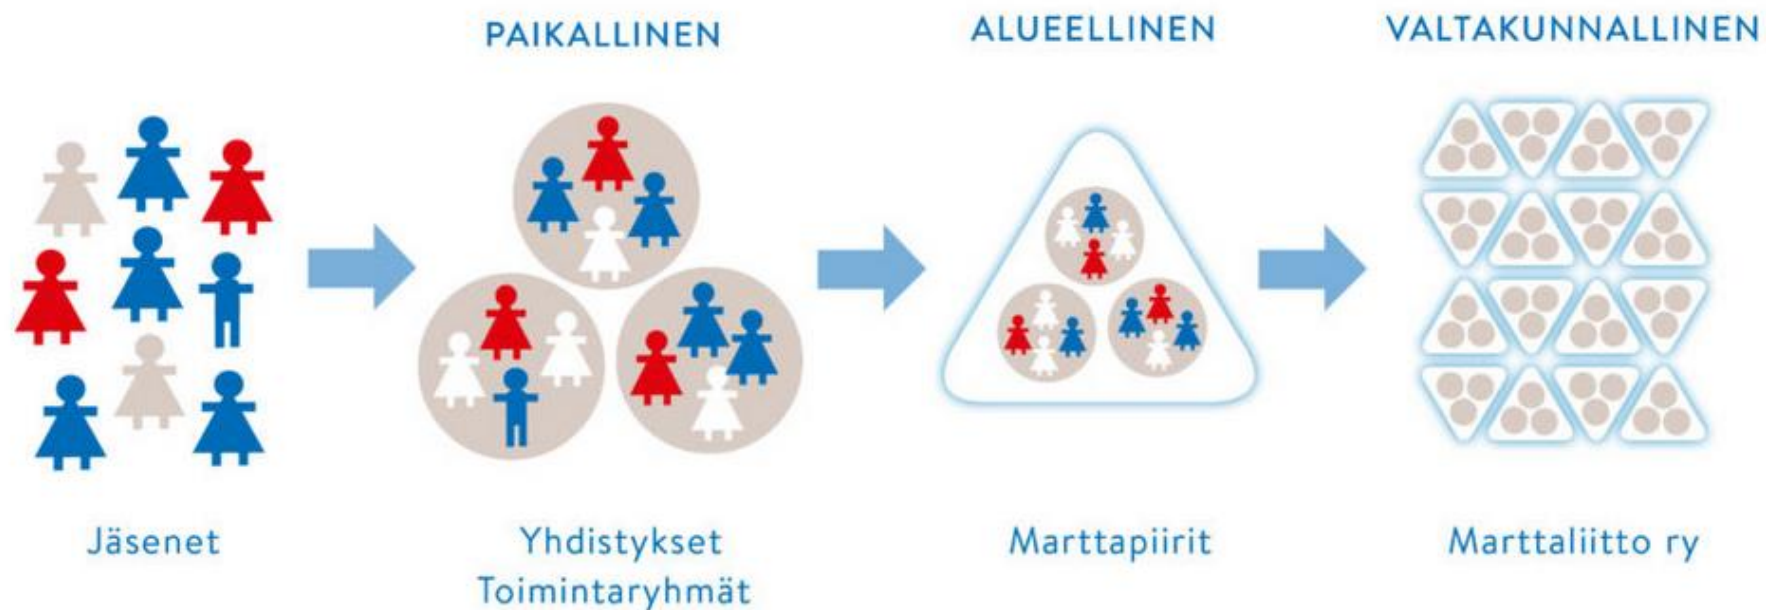 PAIKALLINEN
ALUEELLINEN
VALTAKUNNALLINEN
Jäsenet
Yhdistykset
Toimintaryhmät
Marttapiirit
Marttaliitto ry